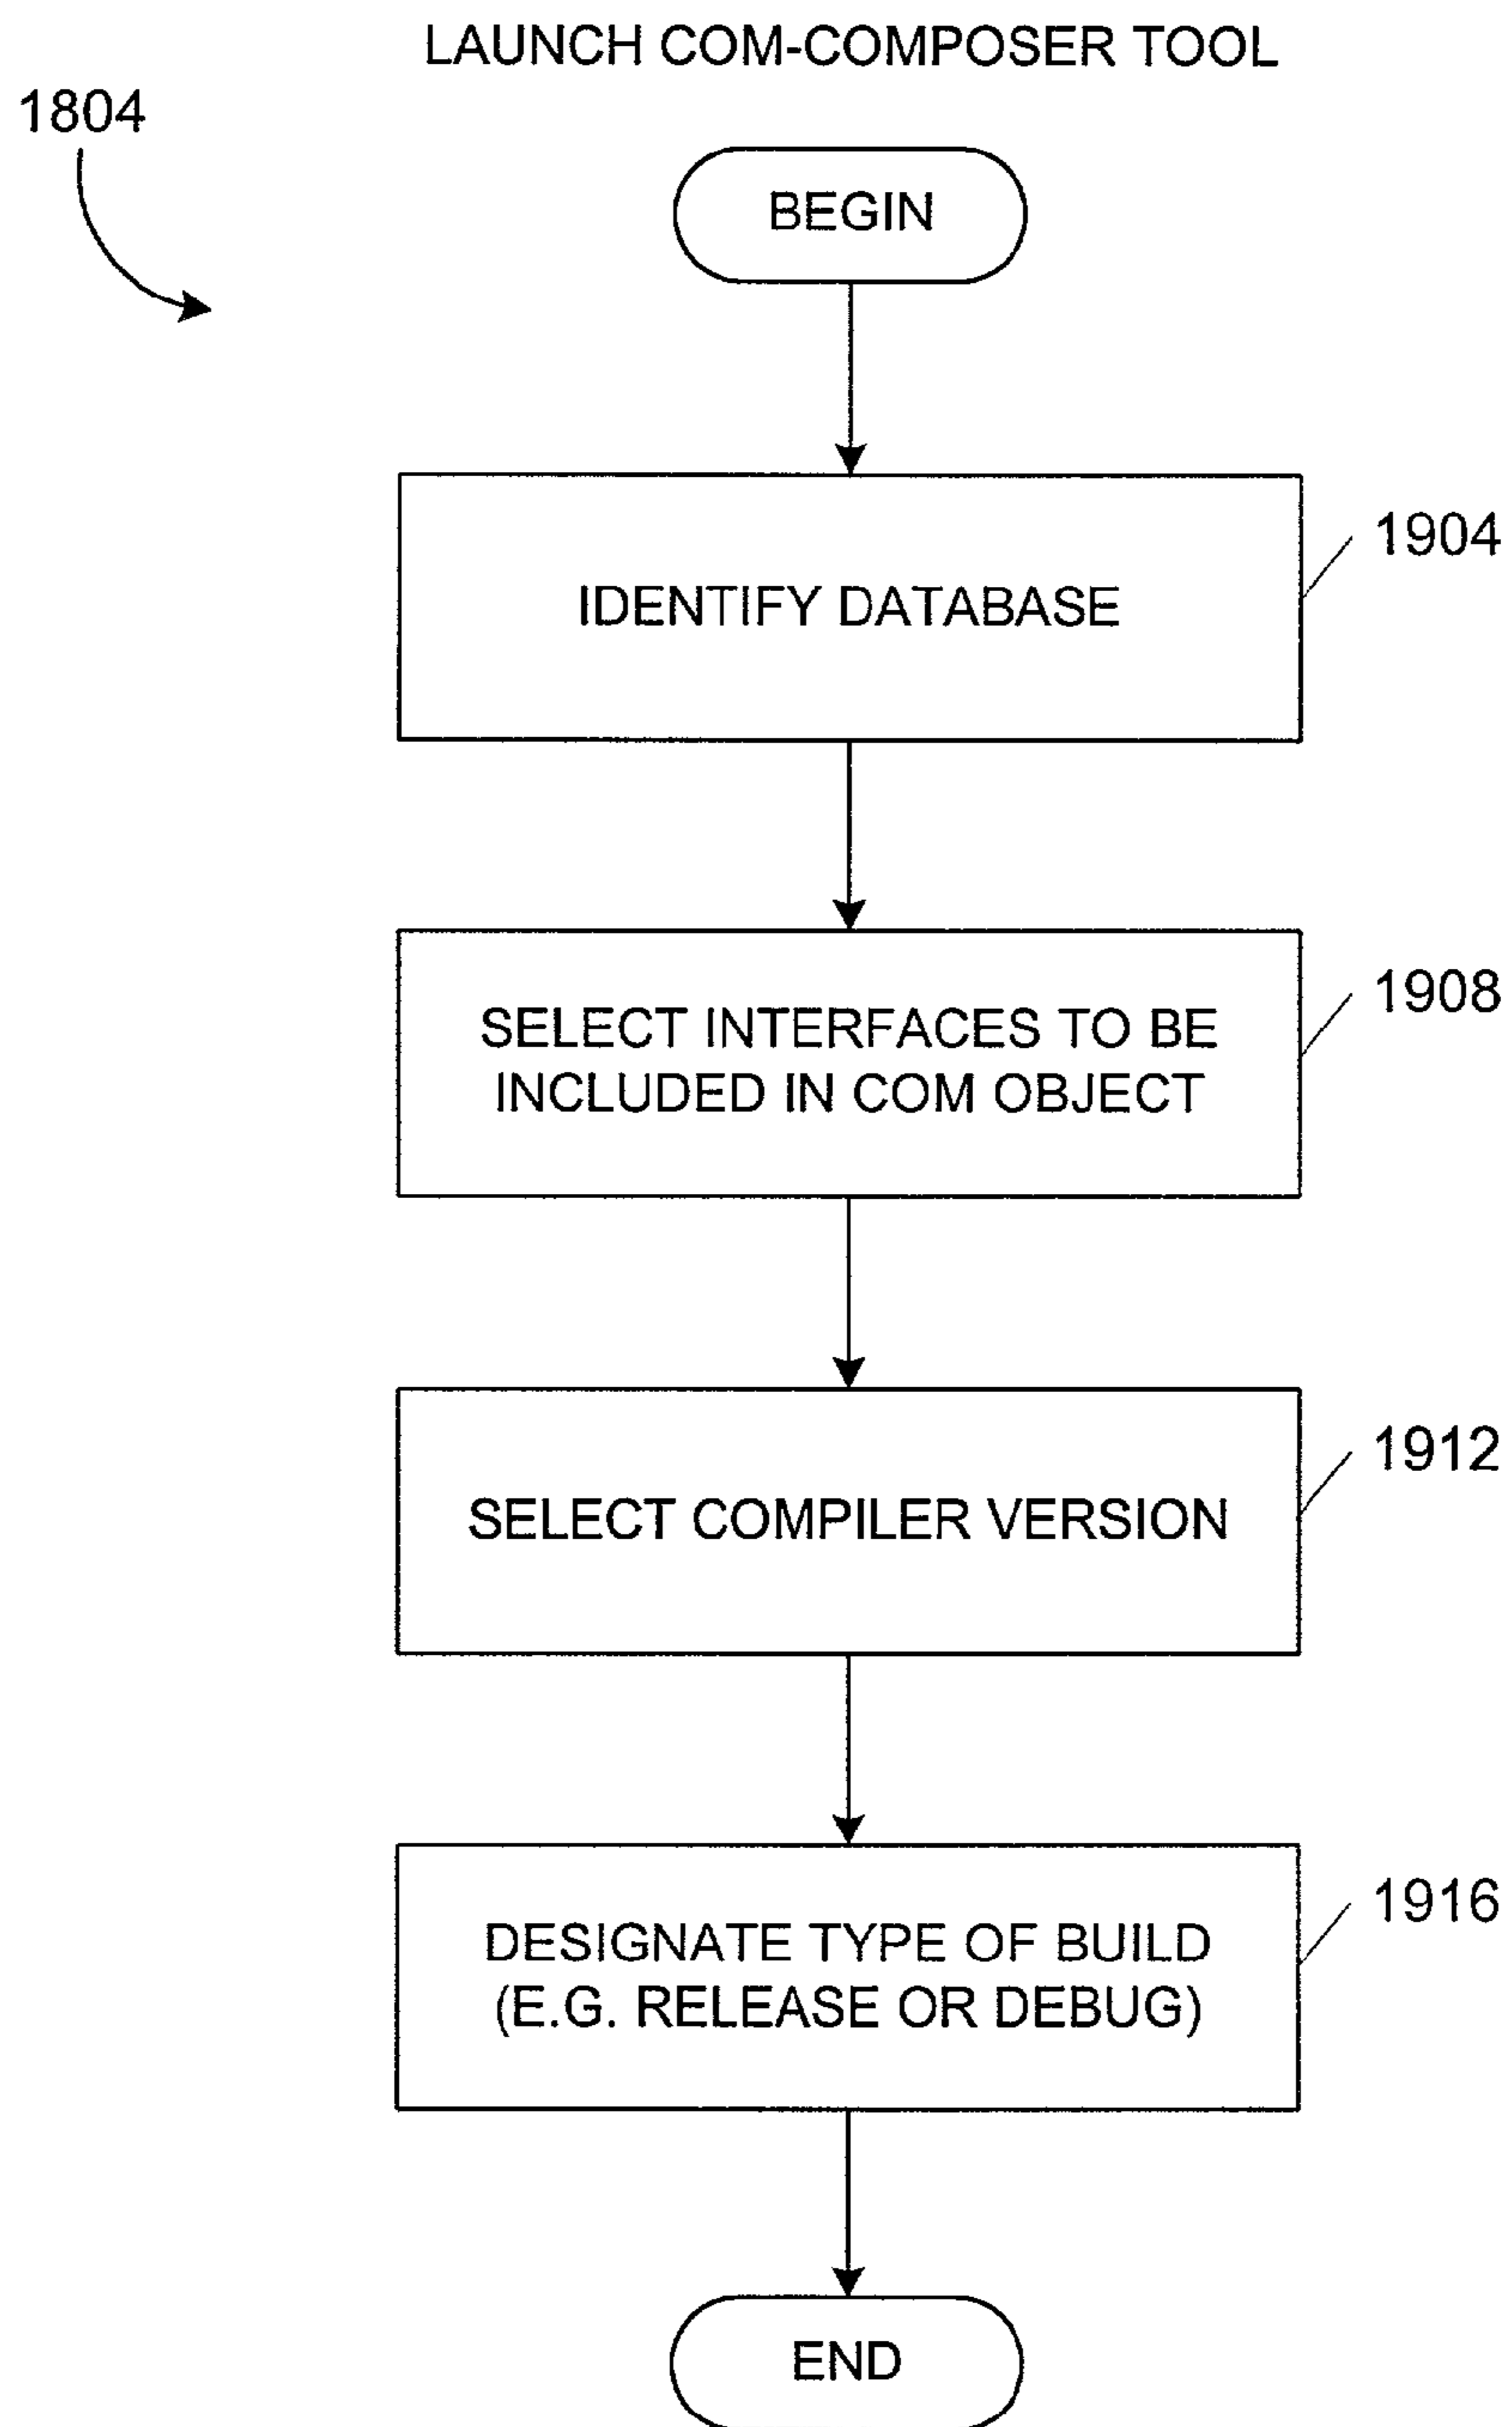 LAUNCH COM-COMPOSER TOOL
1804
BEGIN
IDENTIFY DATABASE
1904
SELECT INTERFACES TO BE
INCLUDED IN COM OBJECT
1908
SELECT COMPILER VERSION
1912
DESIGNATE TYPE OF BUILD
(E.G. RELEASE OR DEBUG)
1916
END